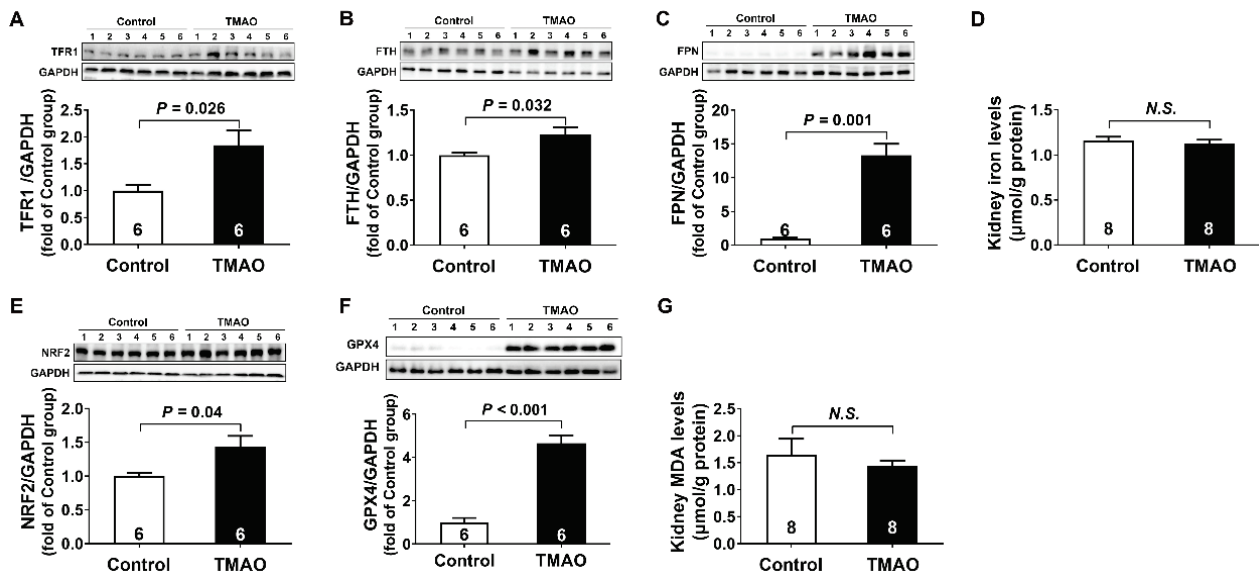 A
Control TMAO
1 2 3 4 5 6 1 2 3 4 5 6
TFR1
GAPDH
TFR1 /GAPDH
(fold of Control group)
2.5
2.0
1.5
1.0
0.5
0.0
P = 0.026
6 6
Control TMAO
B
Control TMAO
1 2 3 4 5 6 1 2 3 4 5 6
FTH
GAPDH
FTH/GAPDH
(fold of Control group)
1.5
1.0
0.5
0.0
P = 0.032
6 6
Control TMAO
C
Control TMAO
1 2 3 4 5 6 1 2 3 4 5 6
FPN
GAPDH
FPN/GAPDH
(fold of Control group)
20
15
10
5
0
P = 0.001
6 6
Control TMAO
D
Kidney iron levels
(μmol/g protein)
1.5
1.0
0.5
0.0
N.S.
8 8
Control TMAO
E
Control TMAO
1 2 3 4 5 6 1 2 3 4 5 6
NRF2
GAPDH
NRF2/GAPDH
(fold of Control group)
2.0
1.5
1.0
0.5
0.0
P = 0.04
6 6
Control TMAO
F
Control TMAO
1 2 3 4 5 6 1 2 3 4 5 6
GPX4
GAPDH
GPX4/GAPDH
(fold of Control group)
6
4
2
0
P < 0.001
6 6
Control TMAO
G
Kidney MDA levels
(μmol/g protein)
2.5
2.0
1.5
1.0
0.5
0.0
N.S.
8 8
Control TMAO